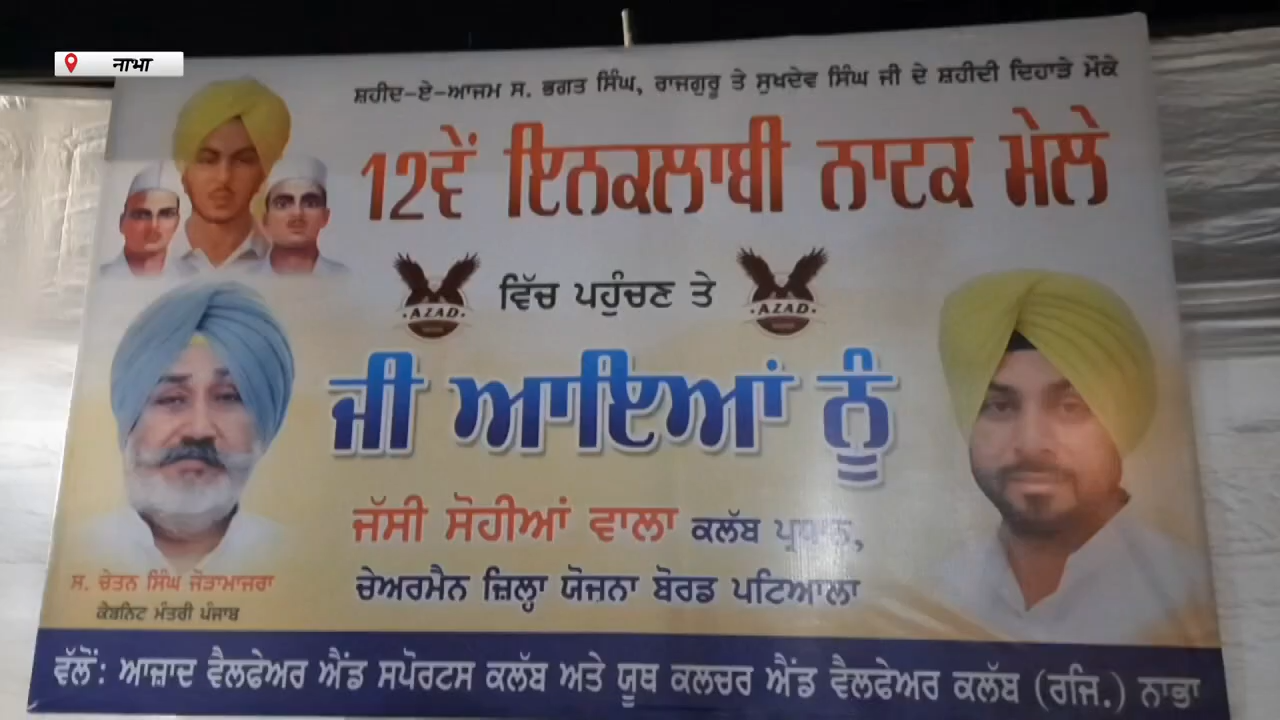 ਨਾਭਾ
ਸ਼ਹੀਦ-ਏ-ਆਜਮ ਸ. ਭਗਤ ਸਿੰਘ, ਰਾਜਗੁਰੂ ਤੇ ਸੁਖਦੇਵ ਸਿੰਘ ਜੀ ਦੇ ਸ਼ਹੀਦੀ ਦਿਹਾੜੇ ਮੌਕੇ
12ਵੇਂ ਇਨਕਲਾਬੀ ਨਾਟਕ ਮੇਲੇ
AZAD
ਵਿੱਚ ਪਹੁੰਚਣ ਤੇ
AZAD
ਜੀ ਆਇਆਂ ਨੂੰ
ਜੱਸੀ ਸੋਹੀਆਂ ਵਾਲਾ ਕਲੱਬ ਪ੍ਰਧਾਨ,
ਚੇਅਰਮੈਨ ਜ਼ਿਲ੍ਹਾ ਯੋਜਨਾ ਬੋਰਡ ਪਟਿਆਲਾ
ਸ. ਚੇਤਨ ਸਿੰਘ ਜੋੜਾਮਾਜਰਾ
ਕੈਬਨਿਟ ਮੰਤਰੀ ਪੰਜਾਬ
ਵੱਲੋਂ: ਆਜ਼ਾਦ ਵੈਲਫੇਅਰ ਐਂਡ ਸਪੋਰਟਸ ਕਲੱਬ ਅਤੇ ਯੂਥ ਕਲਚਰ ਐਂਡ ਵੈਲਫੇਅਰ ਕਲੱਬ (ਰਜਿ.) ਨਾਭਾ